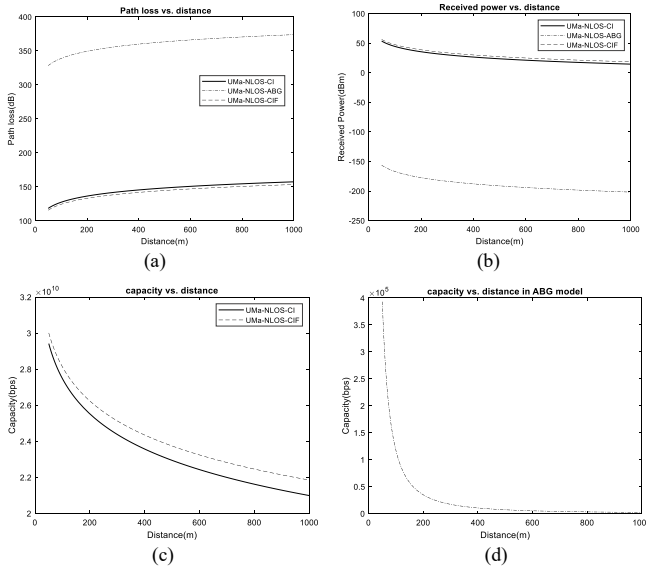 Path loss vs. distance
400
350
300
250
200
150
100
0
200
400
600
800
1000
Path loss(dB)
Distance(m)
UMa-NLOS-CI
UMa-NLOS-ABG
UMa-NLOS-CIF
(a)
Received power vs. distance
100
50
0
-50
-100
-150
-200
-250
0
200
400
600
800
1000
Received Power(dBm)
Distance(m)
UMa-NLOS-CI
UMa-NLOS-ABG
UMa-NLOS-CIF
(b)
capacity vs. distance
×10^10
3.2
3
2.8
2.6
2.4
2.2
2
0
200
400
600
800
1000
Capacity(bps)
Distance(m)
UMa-NLOS-CI
UMa-NLOS-CIF
(c)
capacity vs. distance in ABG model
×10^5
4
3.5
3
2.5
2
1.5
1
0.5
0
0
200
400
600
800
1000
Capacity(bps)
Distance(m)
(d)